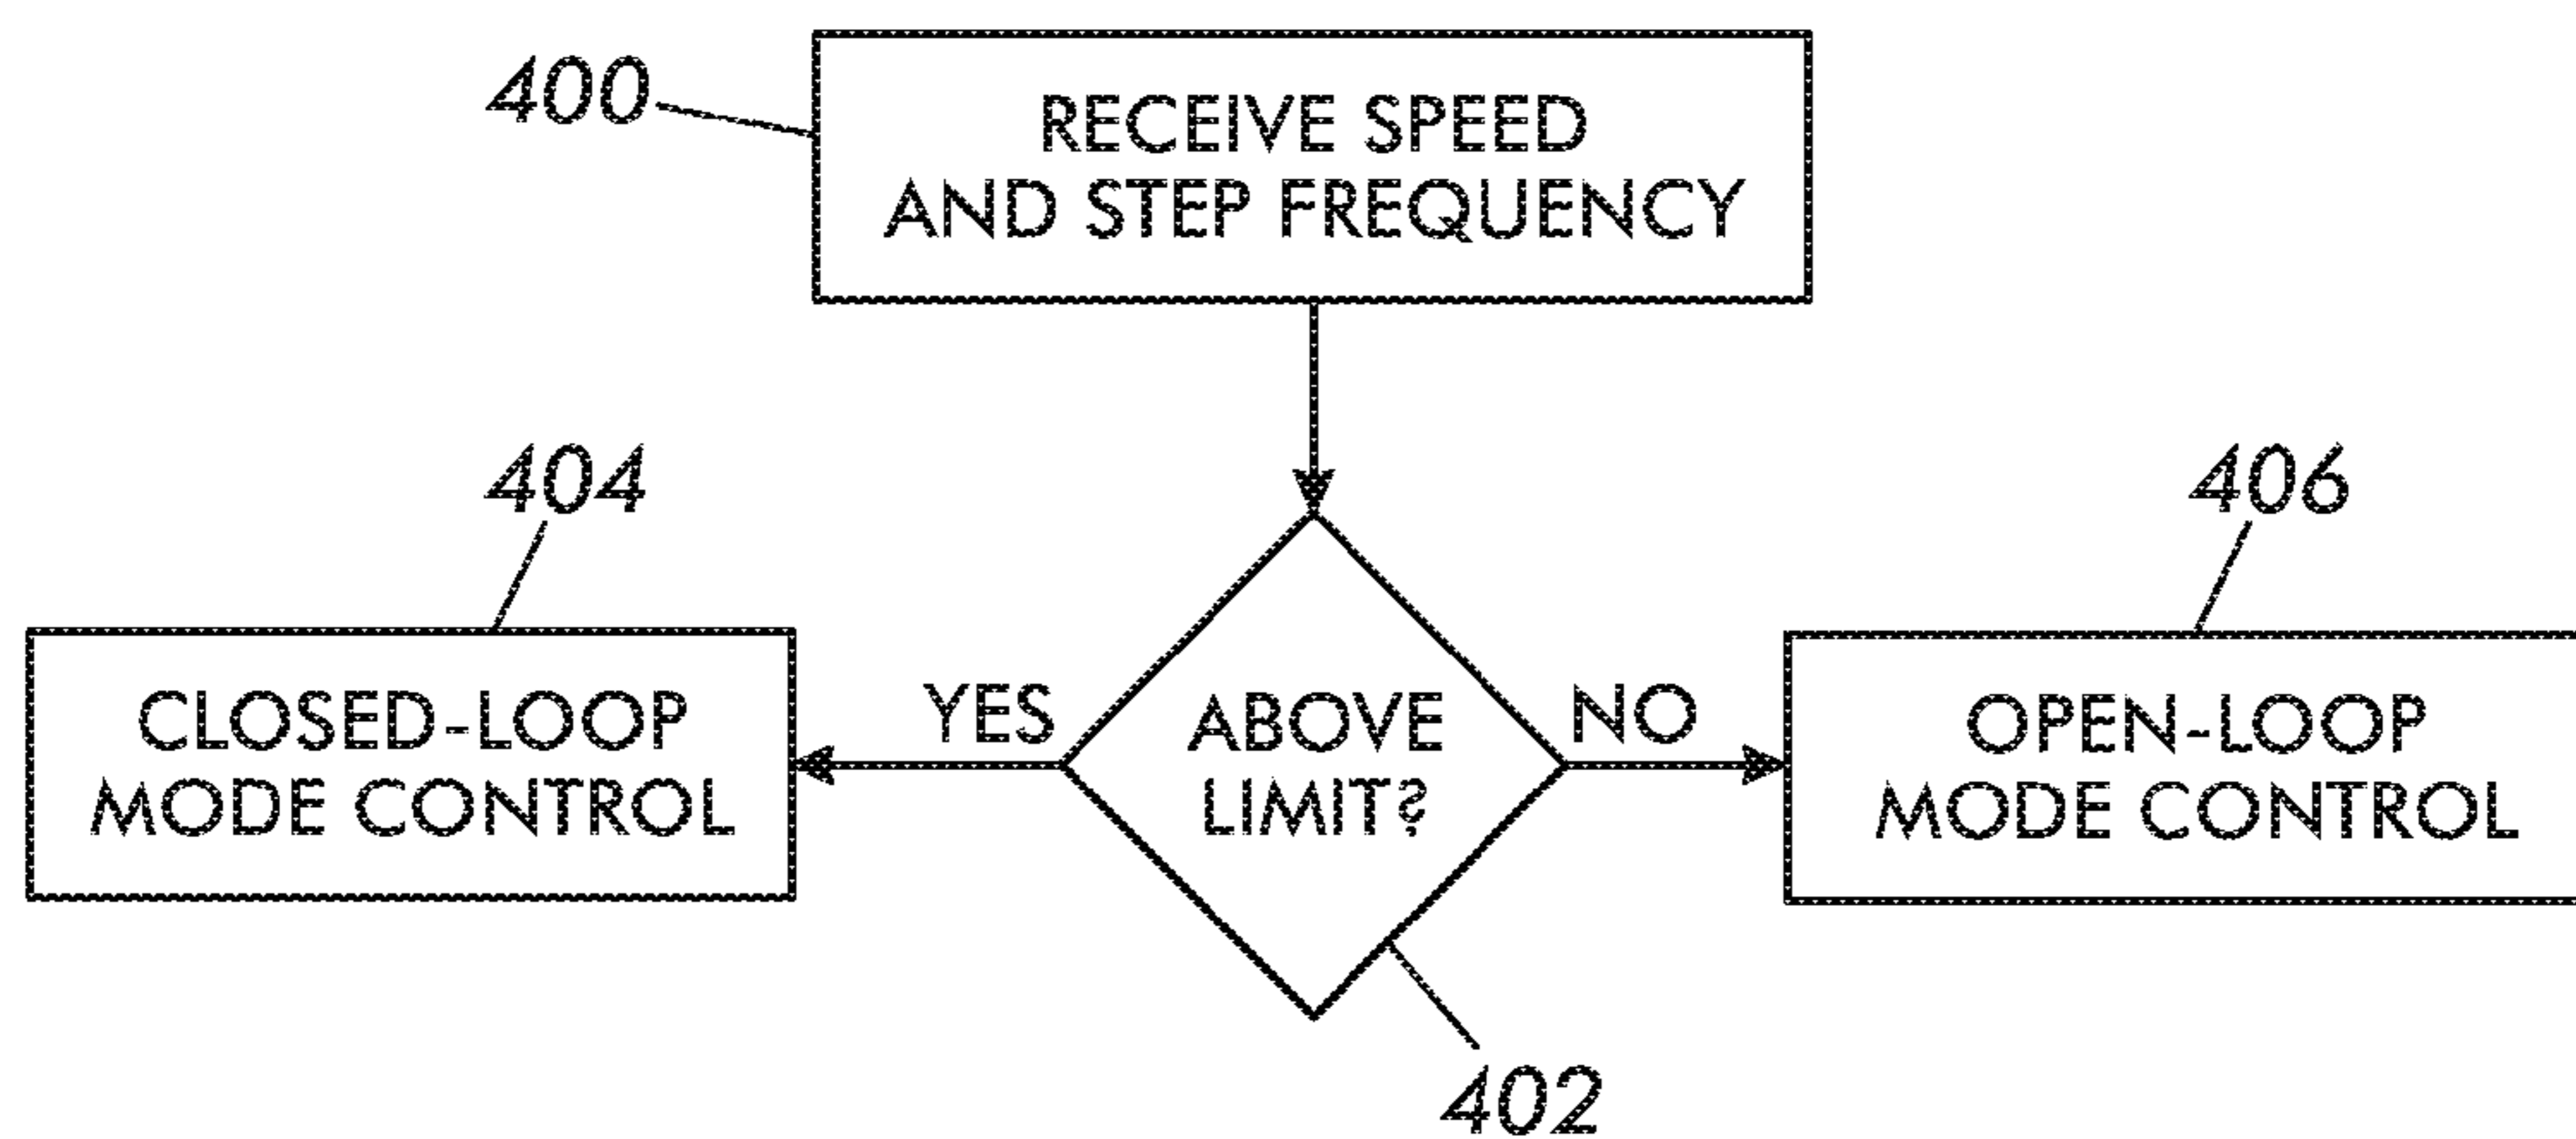 400
RECEIVE SPEED
AND STEP FREQUENCY
404
406
CLOSED-LOOP
MODE CONTROL
YES
ABOVE
LIMIT?
NO
OPEN-LOOP
MODE CONTROL
402